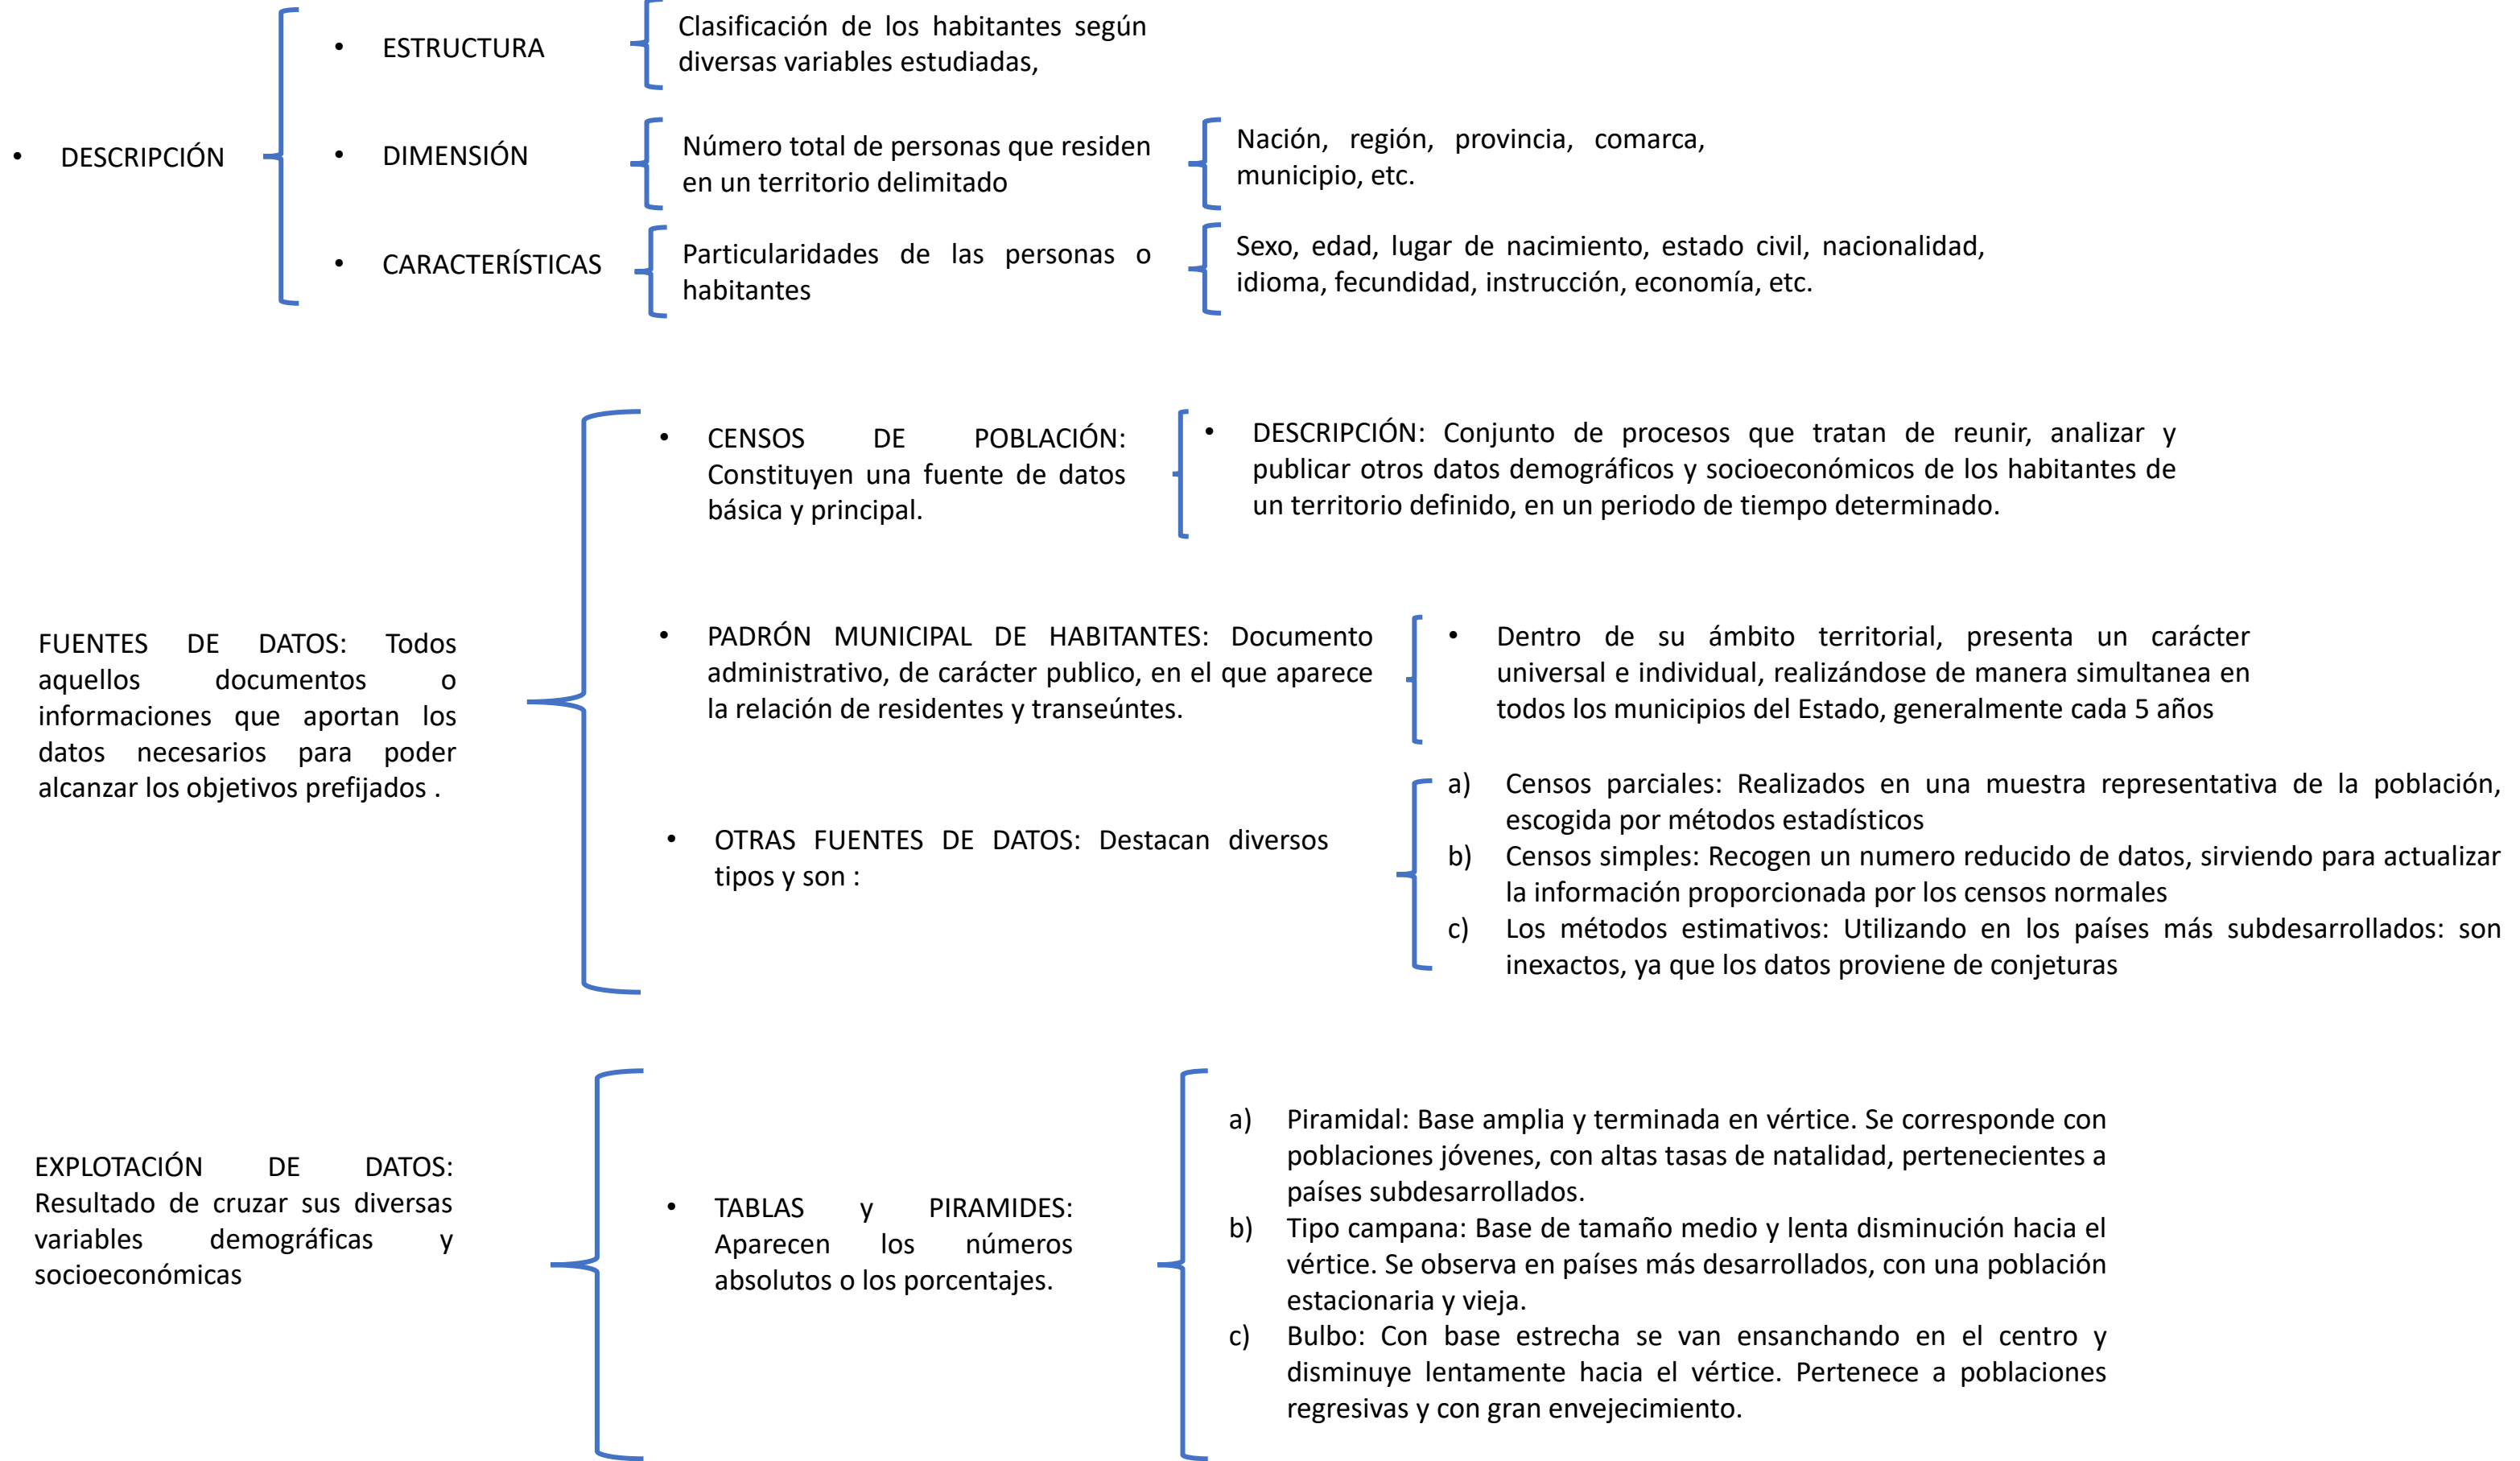 • DESCRIPCIÓN
• ESTRUCTURA
Clasificación de los habitantes según
diversas variables estudiadas,
• DIMENSIÓN
Número total de personas que residen
en un territorio delimitado
Nación, región, provincia, comarca,
municipio, etc.
• CARACTERÍSTICAS
Particularidades de las personas o
habitantes
Sexo, edad, lugar de nacimiento, estado civil, nacionalidad,
idioma, fecundidad, instrucción, economía, etc.
FUENTES DE DATOS: Todos
aquellos documentos o
informaciones que aportan los
datos necesarios para poder
alcanzar los objetivos prefijados .
• CENSOS DE POBLACIÓN:
Constituyen una fuente de datos
básica y principal.
• DESCRIPCIÓN: Conjunto de procesos que tratan de reunir, analizar y
publicar otros datos demográficos y socioeconómicos de los habitantes de
un territorio definido, en un periodo de tiempo determinado.
• PADRÓN MUNICIPAL DE HABITANTES: Documento
administrativo, de carácter publico, en el que aparece
la relación de residentes y transeúntes.
• Dentro de su ámbito territorial, presenta un carácter
universal e individual, realizándose de manera simultanea en
todos los municipios del Estado, generalmente cada 5 años
• OTRAS FUENTES DE DATOS: Destacan diversos
tipos y son :
a) Censos parciales: Realizados en una muestra representativa de la población,
escogida por métodos estadísticos
b) Censos simples: Recogen un numero reducido de datos, sirviendo para actualizar
la información proporcionada por los censos normales
c) Los métodos estimativos: Utilizando en los países más subdesarrollados: son
inexactos, ya que los datos proviene de conjeturas
EXPLOTACIÓN DE DATOS:
Resultado de cruzar sus diversas
variables demográficas y
socioeconómicas
• TABLAS y PIRAMIDES:
Aparecen los números
absolutos o los porcentajes.
a) Piramidal: Base amplia y terminada en vértice. Se corresponde con
poblaciones jóvenes, con altas tasas de natalidad, pertenecientes a
países subdesarrollados.
b) Tipo campana: Base de tamaño medio y lenta disminución hacia el
vértice. Se observa en países más desarrollados, con una población
estacionaria y vieja.
c) Bulbo: Con base estrecha se van ensanchando en el centro y
disminuye lentamente hacia el vértice. Pertenece a poblaciones
regresivas y con gran envejecimiento.